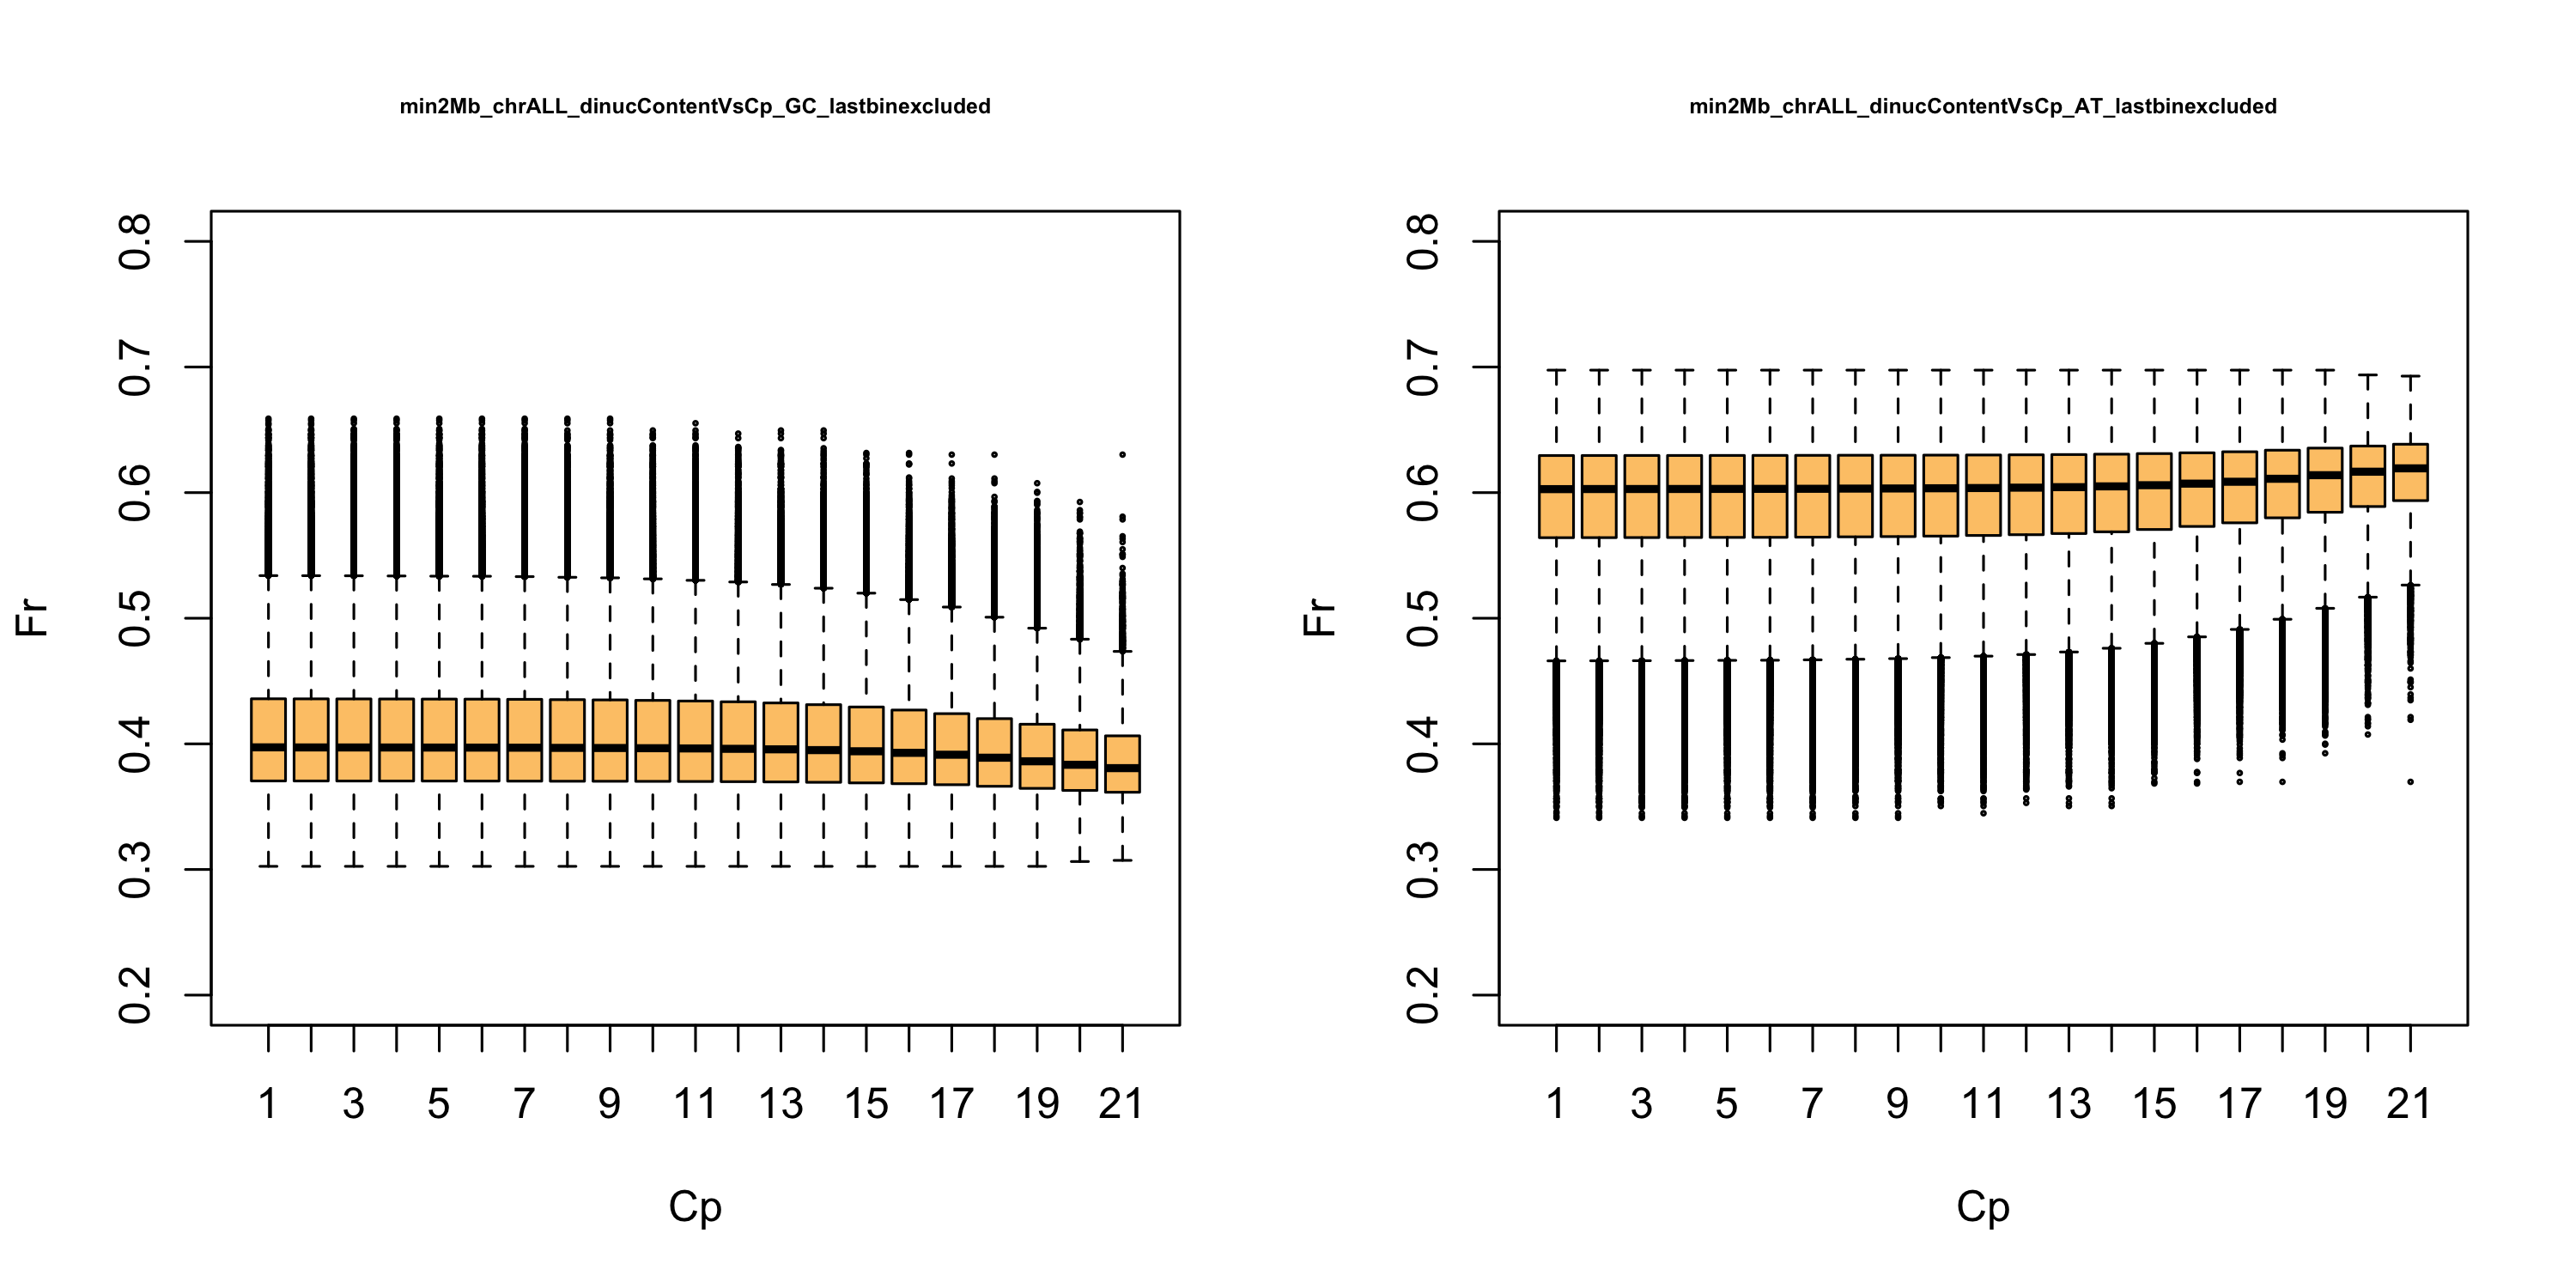 min2Mb_chrALL_dinucContentVsCp_GC_lastbinexcluded
Fr
0.8
0.7
0.6
0.5
0.4
0.3
0.2
1 3 5 7 9 11 13 15 17 19 21
Cp
min2Mb_chrALL_dinucContentVsCp_AT_lastbinexcluded
Fr
0.8
0.7
0.6
0.5
0.4
0.3
0.2
1 3 5 7 9 11 13 15 17 19 21
Cp